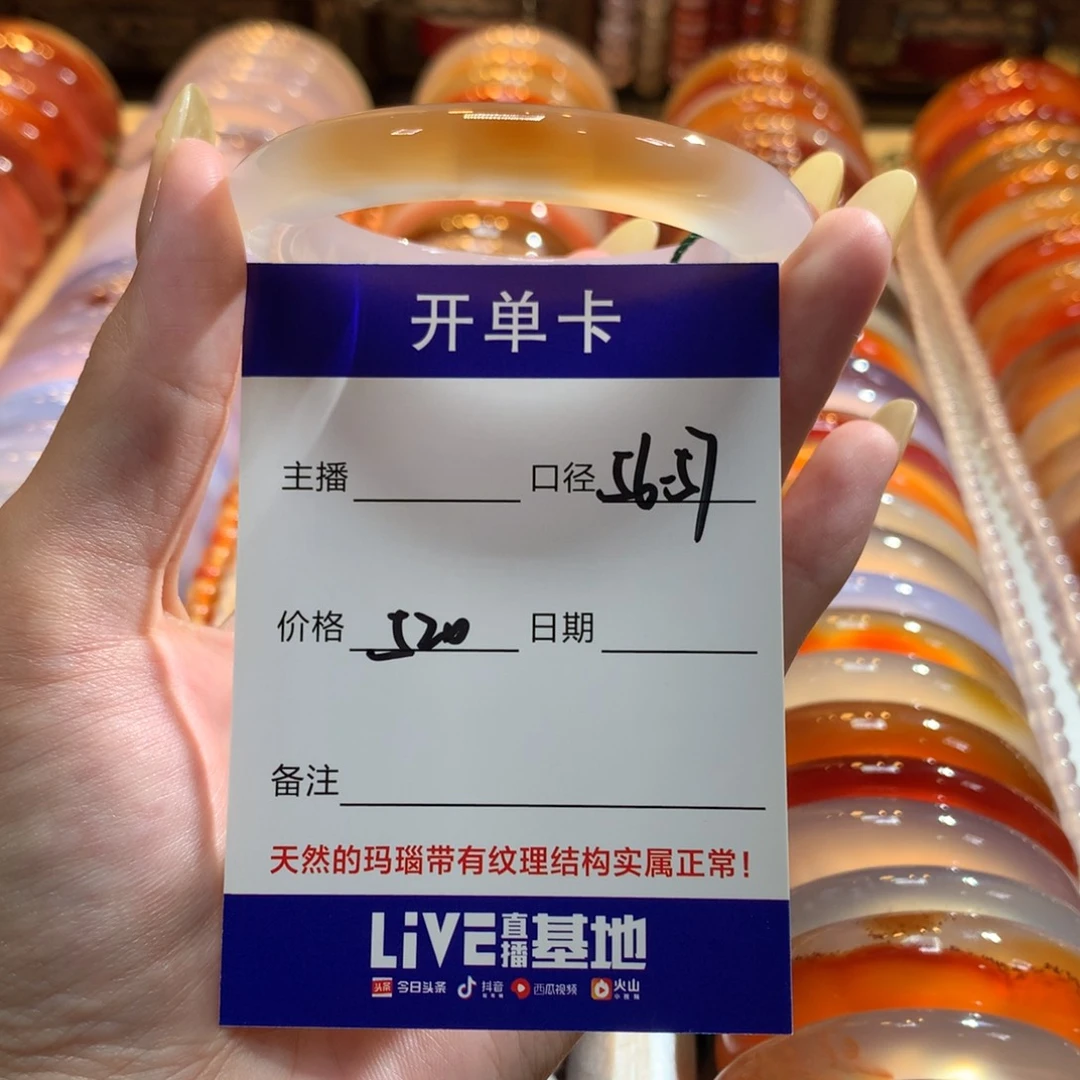 开单卡
主播 口径 56-57
价格 520 日期
备注
天然的玛瑙带有纹理结构实属正常！
LiVE直播基地
头条 今日头条 抖音 西瓜视频 火山